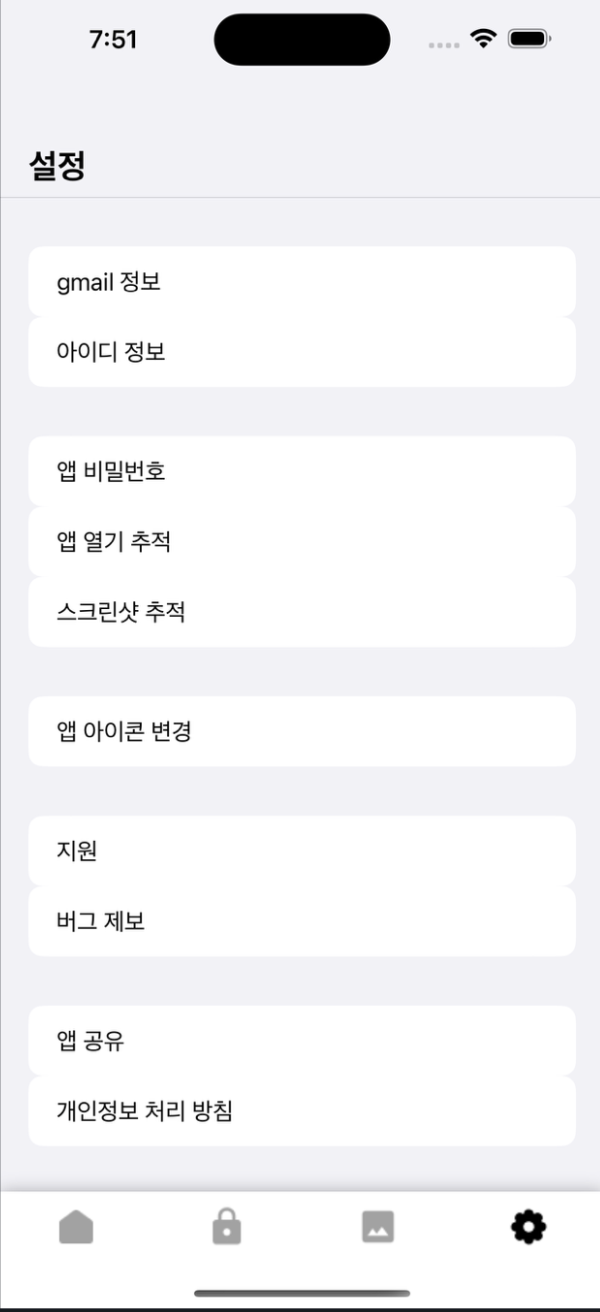 7:51
설정
gmail 정보
아이디 정보
앱 비밀번호
앱 열기 추적
스크린샷 추적
앱 아이콘 변경
지원
버그 제보
앱 공유
개인정보 처리 방침